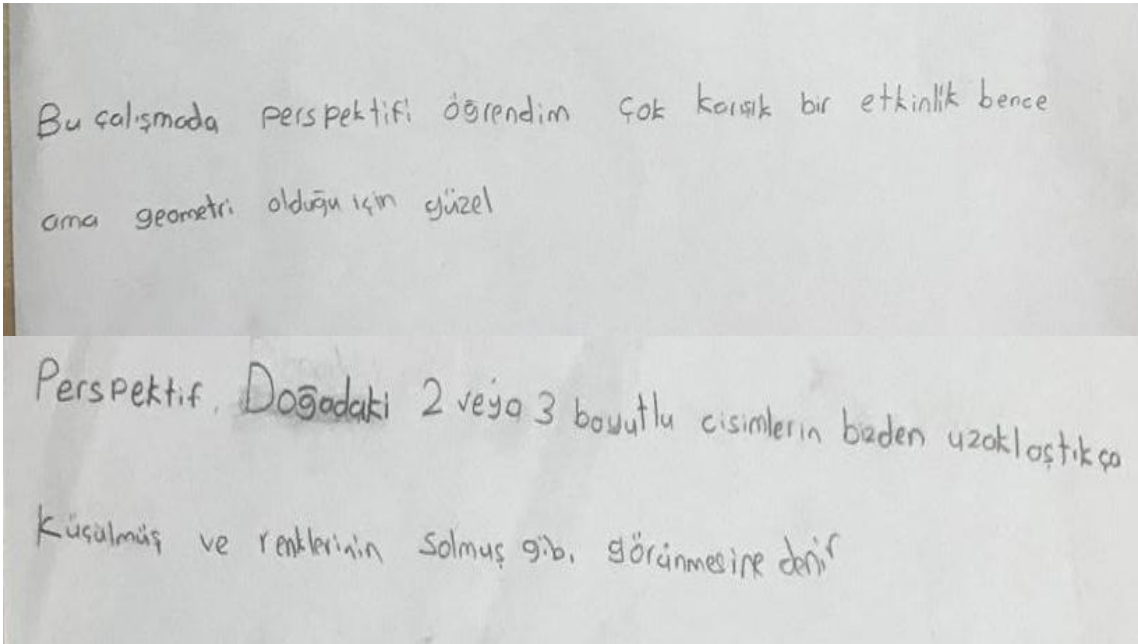 Bu çalışmada perspektifi öğrendim çok karışık bir etkinlik bence
ama geometri olduğu için güzel
Perspektif, Doğadaki 2 veya 3 boyutlu cisimlerin bizden uzaklaştıkça
küçülmüş ve renklerinin solmuş gibi görünmesine denir